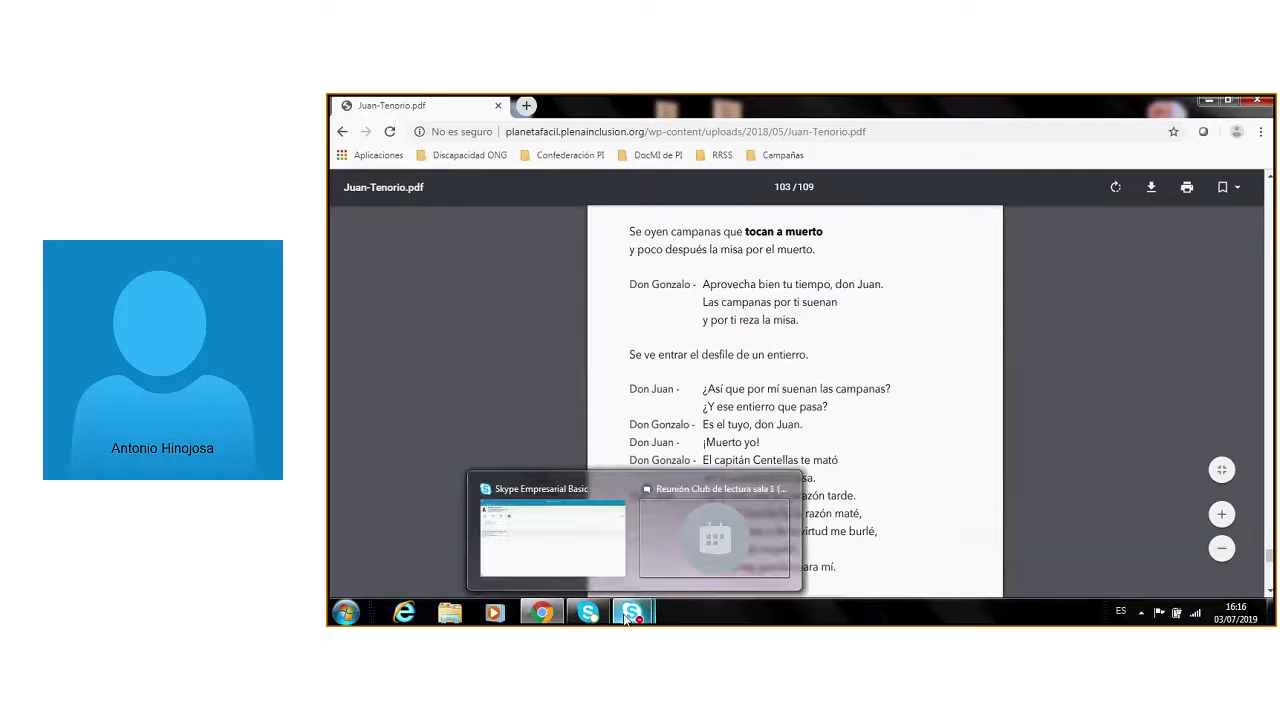 Antonio Hinojosa
Juan-Tenorio.pdf
No es seguro planetafacil.plenainclusion.org/wp-content/uploads/2018/05/Juan-Tenorio.pdf
Aplicaciones Discapacidad ONG Confederación PI DocMI de PI RRSS Campañas
Juan-Tenorio.pdf 103 / 109
Se oyen campanas que tocan a muerto
y poco después la misa por el muerto.
Don Gonzalo - Aprovecha bien tu tiempo, don Juan.
Las campanas por ti suenan
y por ti reza la misa.
Se ve entrar el desfile de un entierro.
Don Juan - ¿Así que por mí suenan las campanas?
¿Y ese entierro que pasa?
Don Gonzalo - Es el tuyo, don Juan.
Don Juan - ¡Muerto yo!
Don Gonzalo - El capitán Centellas te mató
tarde.
razón maté,
virtud me burlé,
para mí.
Skype Empresarial Basic
Reunión Club de lectura sala 1 (...
ES
16:16
03/07/2019